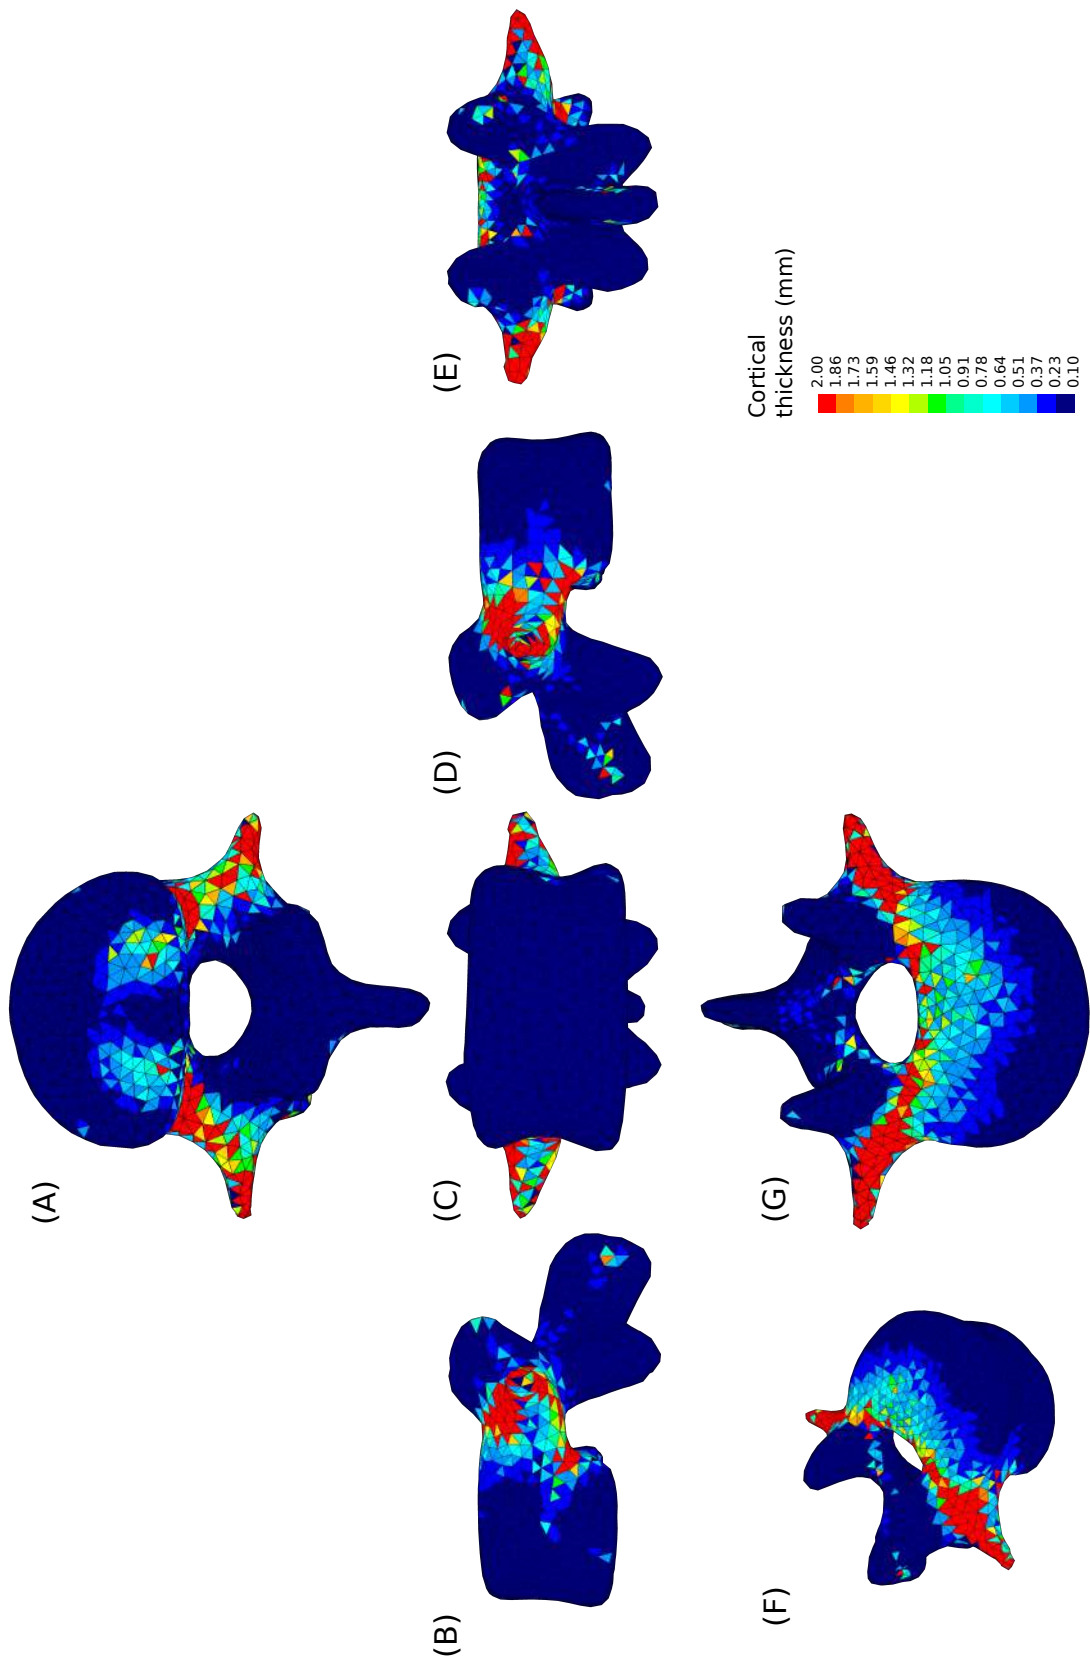 (A)
(B)
(C)
(D)
(E)
(F)
(G)
Cortical
thickness (mm)
2.00
1.86
1.73
1.59
1.46
1.32
1.18
1.05
0.91
0.78
0.64
0.51
0.37
0.23
0.10